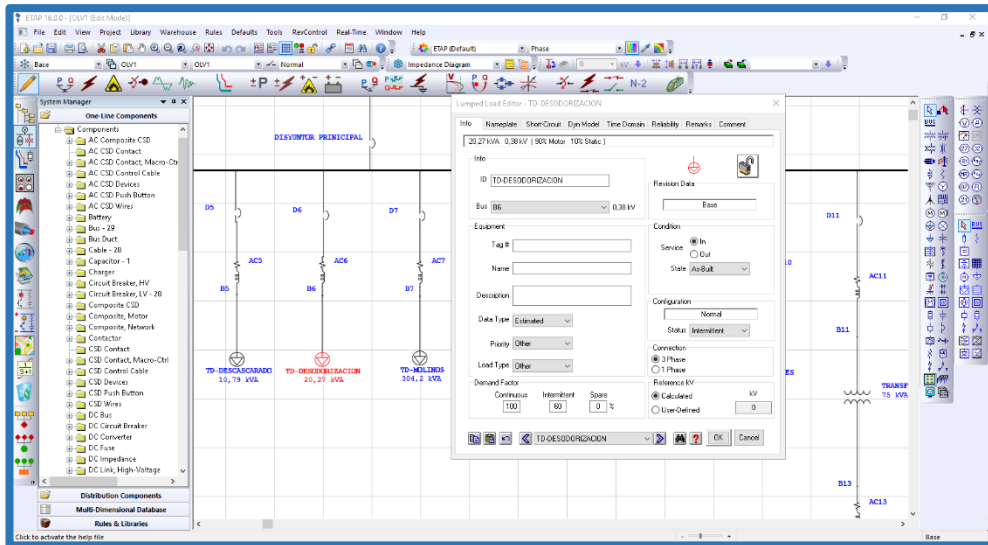 ETAP 16.0.0 - [OLV1 (Edit Mode)]
File Edit View Project Library Warehouse Rules Defaults Tools RevControl Real-Time Window Help
ETAP (Default) Phase
Base OLV1 OLV1 Normal Impedance Diagram 0 kV
N-2
System Manager
One-Line Components
Components
AC Composite CSD
AC CSD Contact
AC CSD Contact, Macro-Ctr
AC CSD Control Cable
AC CSD Devices
AC CSD Push Button
AC CSD Wires
Battery
Bus - 29
Bus Duct
Cable - 28
Capacitor - 1
Charger
Circuit Breaker, HV
Circuit Breaker, LV - 28
Composite CSD
Composite, Motor
Composite, Network
Contactor
CSD Contact
CSD Contact, Macro-Ctrl
CSD Control Cable
CSD Devices
CSD Push Button
CSD Wires
DC Bus
DC Circuit Breaker
DC Converter
DC Fuse
DC Impedance
DC Link, High-Voltage
Distribution Components
Multi-Dimensional Database
Rules & Libraries
Click to activate the help file
Base
DISYUNTOR PRINICIPAL
D5 D6 D7
AC5 AC6 AC7
B5 B6 B7
TD-DESCASCARADO
10,79 kVA
TD-DESODORIZACION
20,27 kVA
TD-MOLINOS
304,2 kVA
Lumped Load Editor - TD-DESODORIZACION
Info Nameplate Short-Circuit Dyn Model Time Domain Reliability Remarks Comment
20,27 kVA 0,38 kV ( 90% Motor 10% Static )
Info
ID TD-DESODORIZACION
Bus B6 0,38 kV
Revision Data
Base
Equipment
Tag #
Name
Description
Data Type Estimated
Priority Other
Load Type Other
Condition
Service In
Out
State As-Built
Configuration
Normal
Status Intermittent
Connection
3 Phase
1 Phase
Demand Factor
Continuous Intermittent Spare
100 60 0 %
Reference kV
Calculated kV
User-Defined 0
TD-DESODORIZACION OK Cancel
D11
10
AC11
B11
ES
TRANSF
75 kVA
B13
AC13
BUS